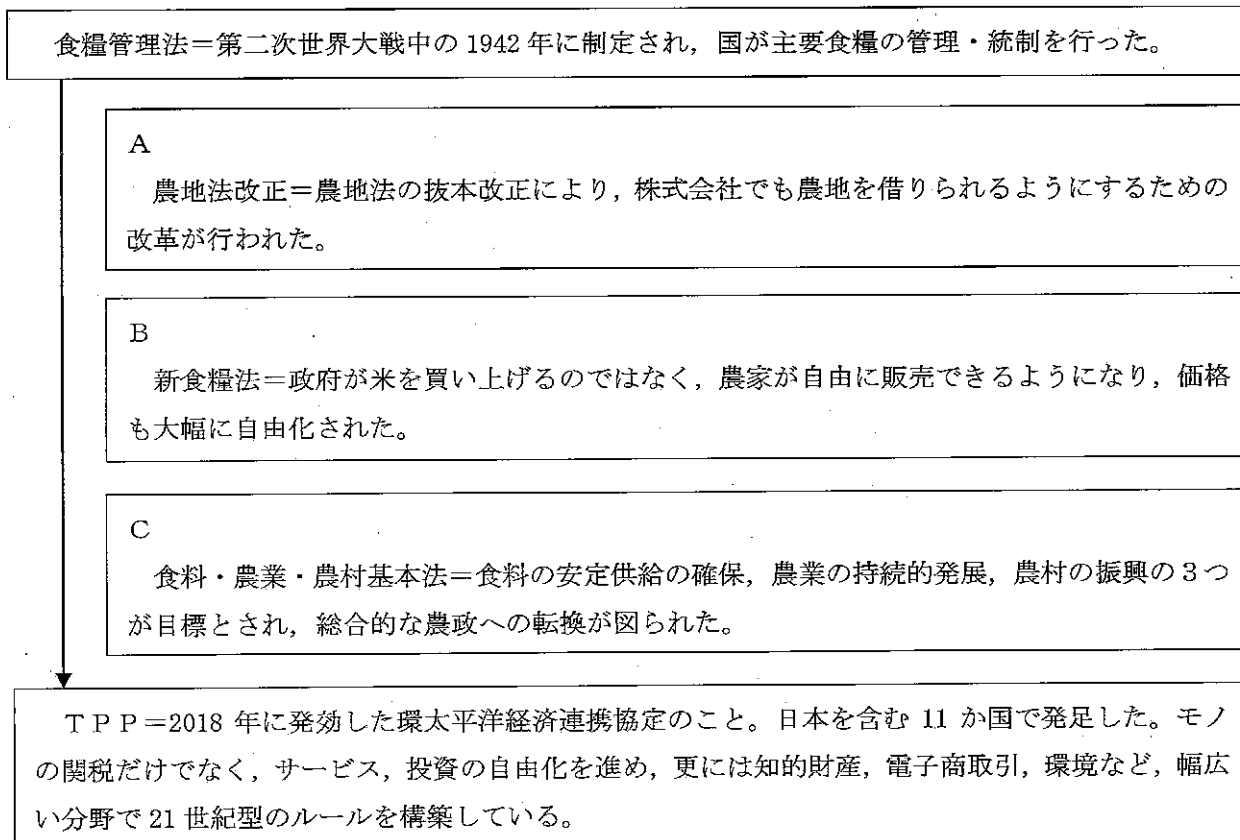 食糧管理法=第二次世界大戦中の 1942 年に制定され,国が主要食糧の管理・統制を行った。
A
農地法改正=農地法の抜本改正により,株式会社でも農地を借りられるようにするための
改革が行われた。
B
新食糧法=政府が米を買い上げるのではなく,農家が自由に販売できるようになり,価格
も大幅に自由化された。
C
食料・農業・農村基本法=食料の安定供給の確保,農業の持続的発展,農村の振興の3つ
が目標とされ,総合的な農政への転換が図られた。
TPP=2018 年に発効した環太平洋経済連携協定のこと。日本を含む 11 か国で発足した。モノ
の関税だけでなく,サービス,投資の自由化を進め,更には知的財産,電子商取引,環境など,幅広
い分野で 21 世紀型のルールを構築している。